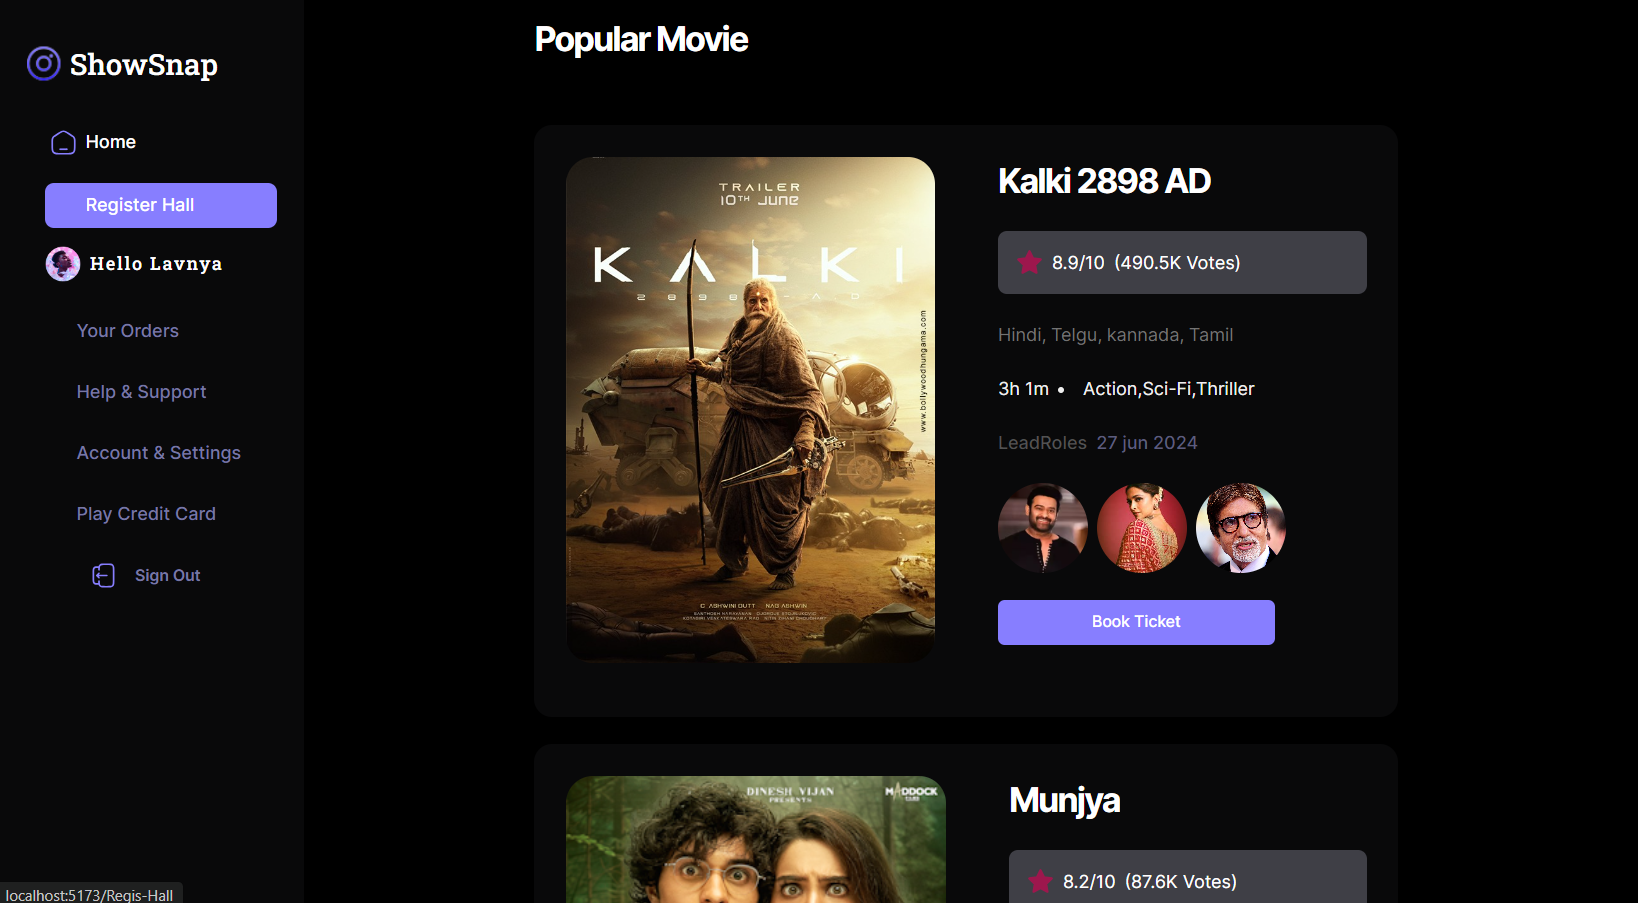 ShowSnap
Home
Register Hall
Hello Lavnya
Your Orders
Help & Support
Account & Settings
Play Credit Card
Sign Out
Popular Movie
TRAILER
10TH JUNE
KALKI
2898-AD
www.bollywoodhungama.com
C. ASHWINI DUTT NAG ASHWIN
Kalki 2898 AD
8.9/10 (490.5K Votes)
Hindi, Telgu, kannada, Tamil
3h 1m • Action,Sci-Fi,Thriller
LeadRoles 27 jun 2024
Book Ticket
DINESH VIJAN
PRESENTS
MADDOCK
Munjya
8.2/10 (87.6K Votes)
localhost:5173/Regis-Hall